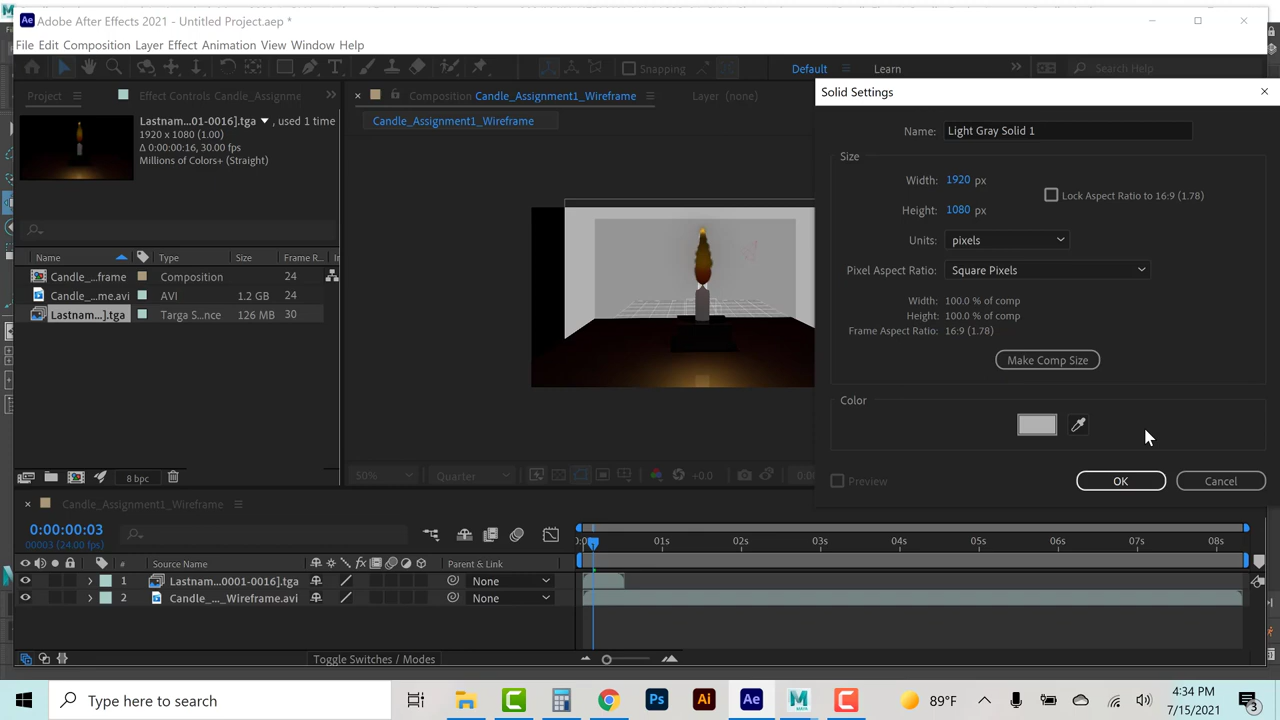 Adobe After Effects 2021 - Untitled Project.aep *
File Edit Composition Layer Effect Animation View Window Help
Snapping
Default
Learn
Search Help
Project
Effect Controls Candle_Assignme
Composition Candle_Assignment1_Wireframe
Layer (none)
Candle_Assignment1_Wireframe
Lastnam...01-0016].tga, used 1 time
1920 x 1080 (1.00)
Δ 0:00:00:16, 30.00 fps
Millions of Colors+ (Straight)
Name Type Size Frame R...
Candle_...frame Composition 24
Candle_...me.avi AVI 1.2 GB 24
Lastnam...].tga Targa S...nce 126 MB 30
8 bpc
50%
Quarter
+0.0
Solid Settings
Name: Light Gray Solid 1
Size
Width: 1920 px
Lock Aspect Ratio to 16:9 (1.78)
Height: 1080 px
Units: pixels
Pixel Aspect Ratio: Square Pixels
Width: 100.0 % of comp
Height: 100.0 % of comp
Frame Aspect Ratio: 16:9 (1.78)
Make Comp Size
Color
Preview
OK
Cancel
Candle_Assignment1_Wireframe
0:00:00:03
00003 (24.00 fps)
01s 02s 03s 04s 05s 06s 07s 08s
# Source Name Parent & Link
1 Lastnam...0001-0016].tga None
2 Candle_..._Wireframe.avi None
Toggle Switches / Modes
Type here to search
89°F
4:34 PM
7/15/2021
3